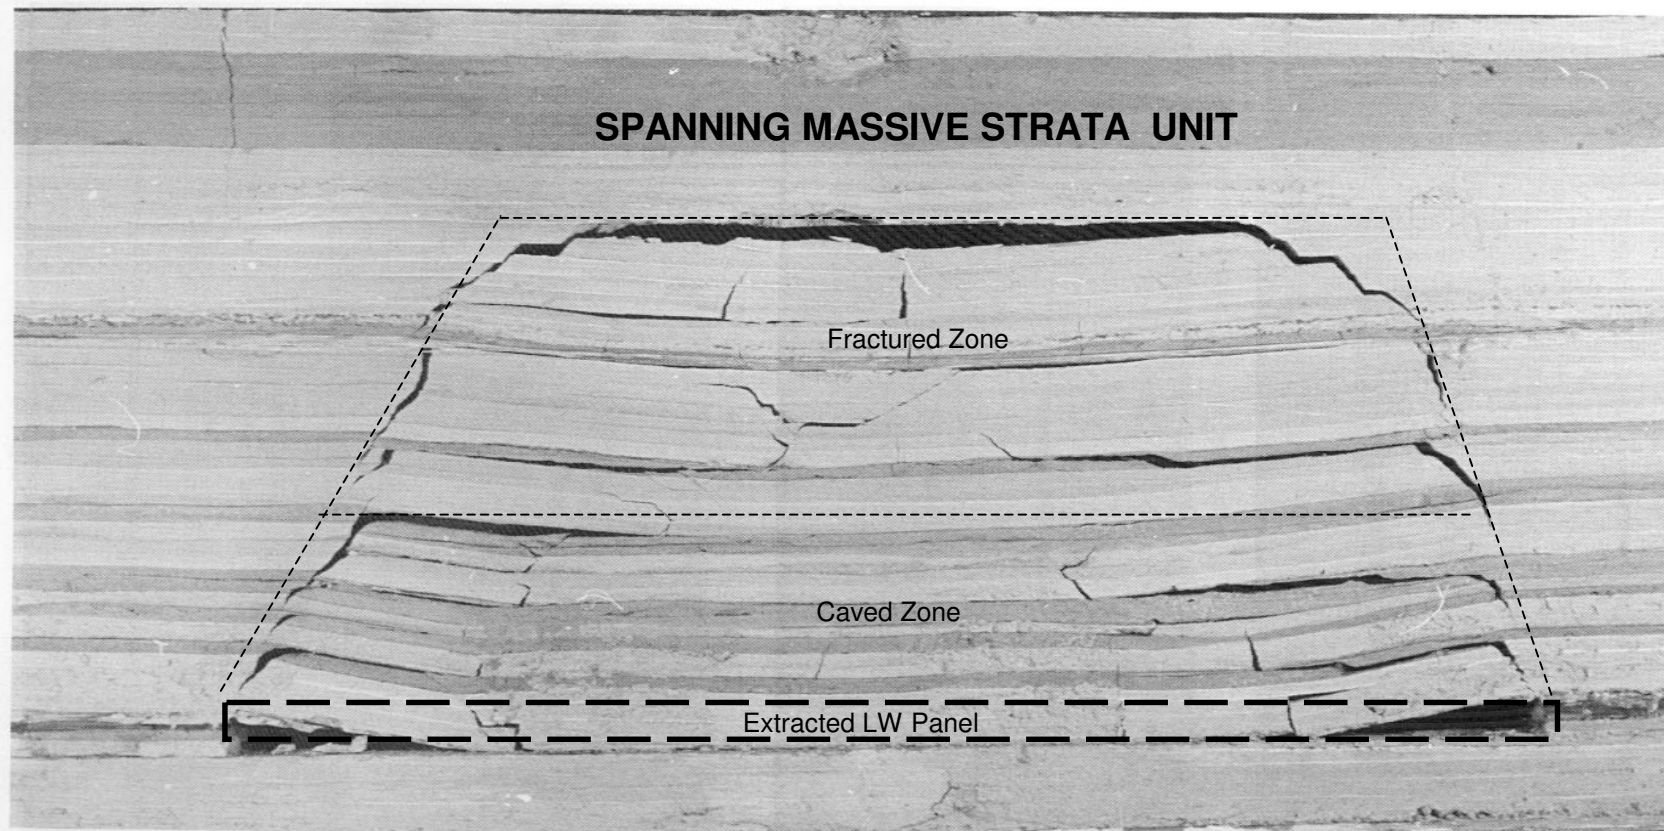 SPANNING MASSIVE STRATA UNIT
Fractured Zone
Caved Zone
Extracted LW Panel